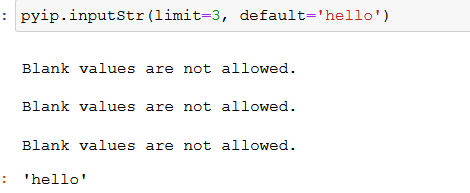 : pyip.inputStr(limit=3, default='hello')
Blank values are not allowed.
Blank values are not allowed.
Blank values are not allowed.
: 'hello'